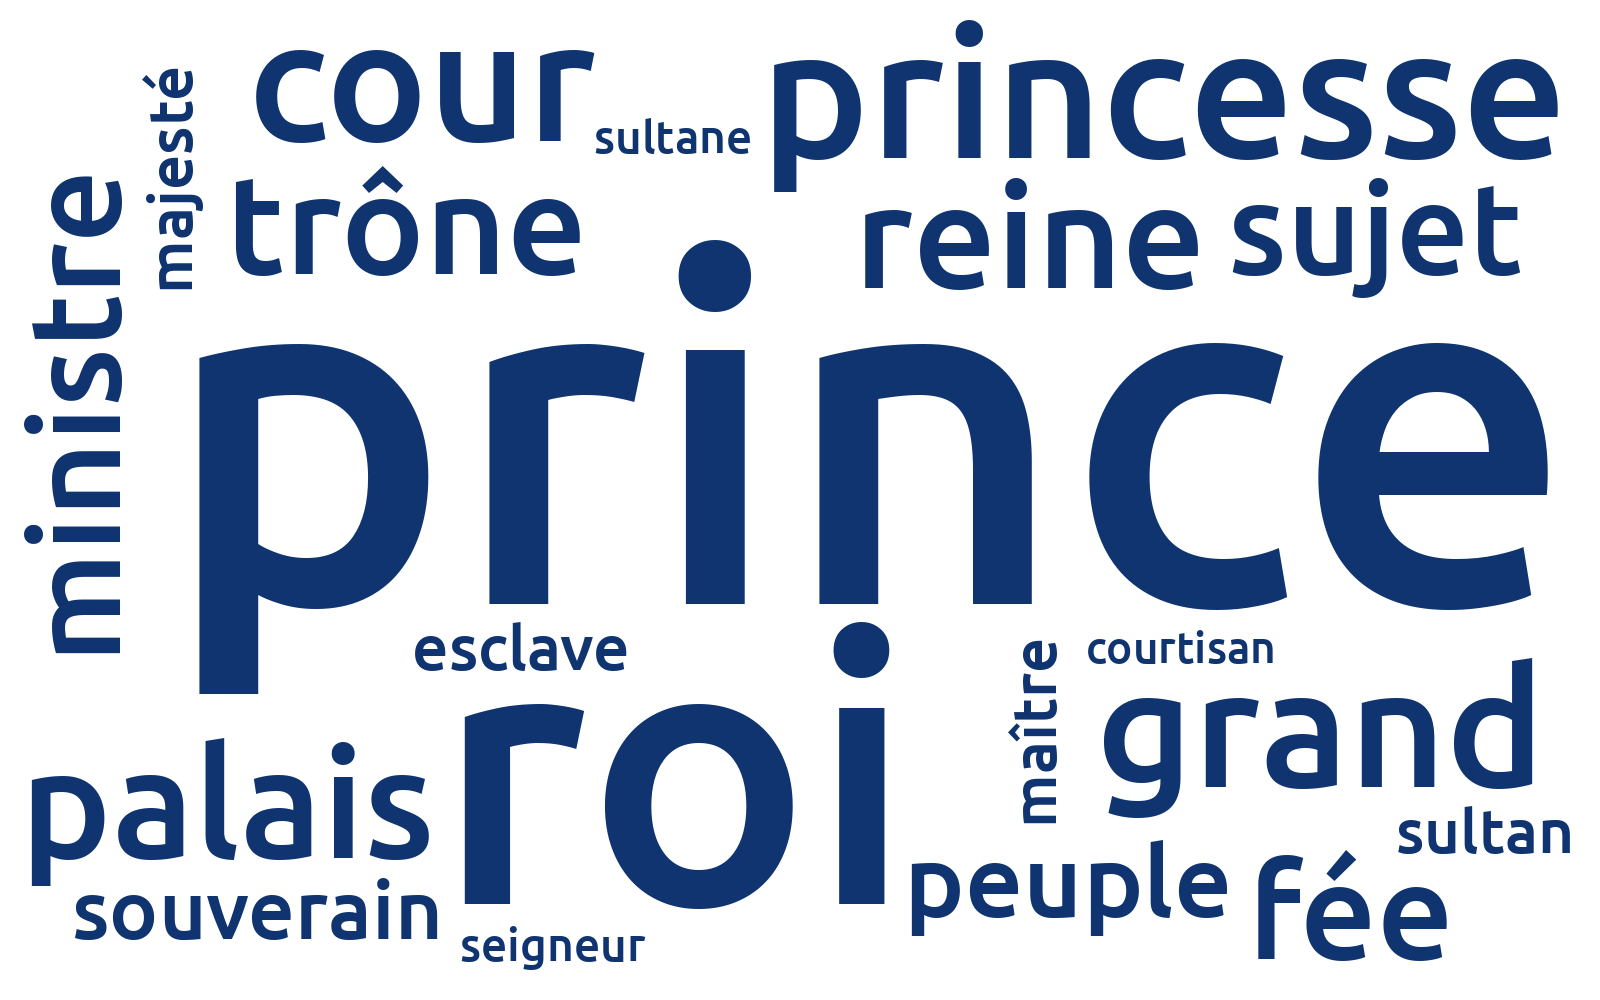 cour
princesse
majesté
sultane
trône
reine
sujet
ministre
prince
esclave
courtisan
maître
roi
grand
palais
sultan
peuple
fée
souverain
seigneur